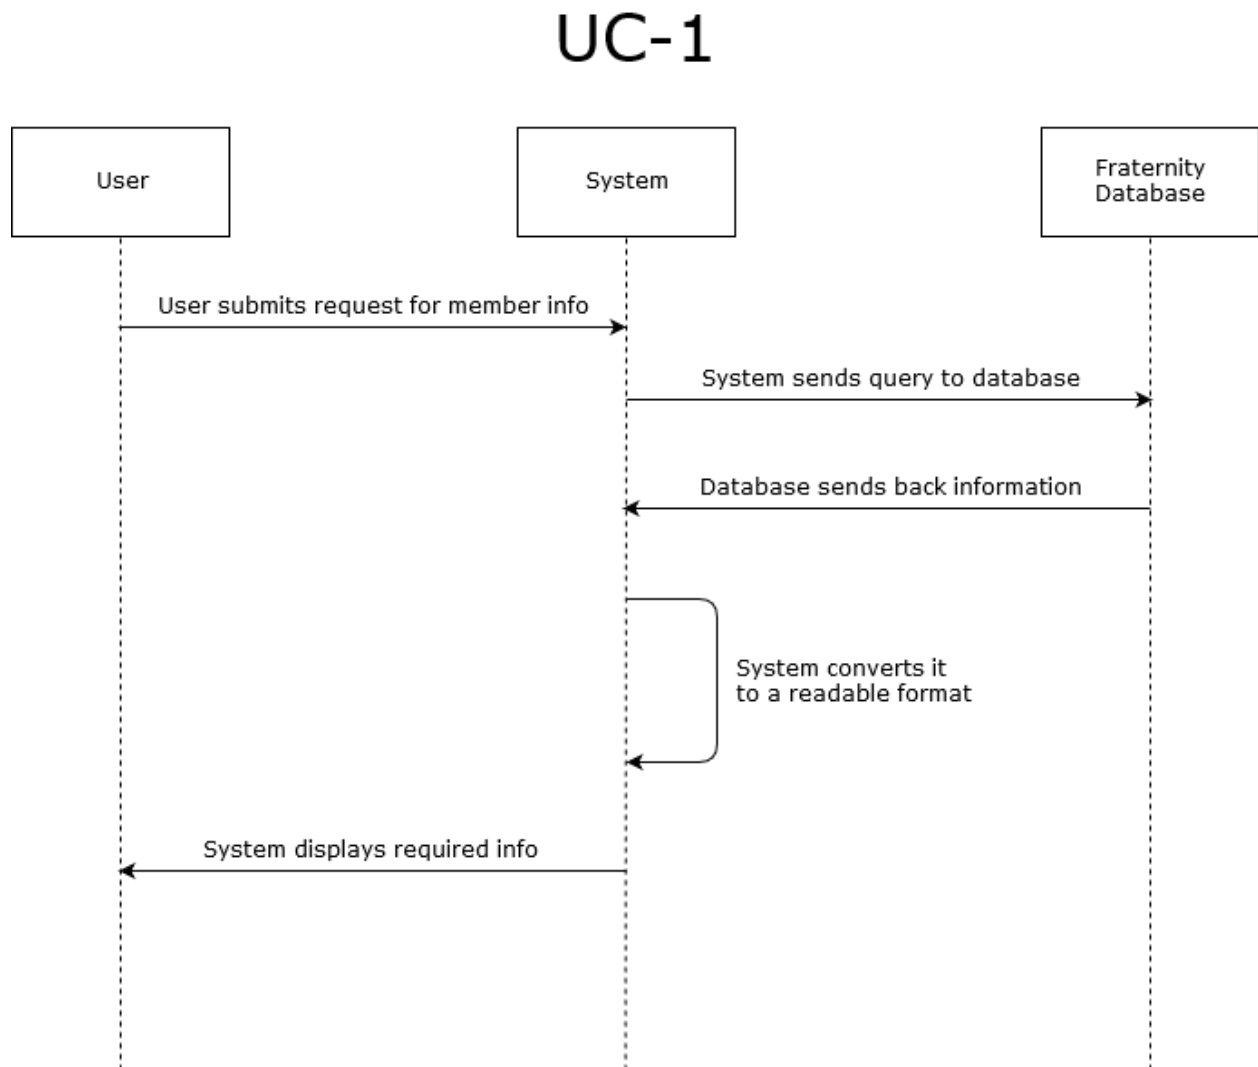 UC-1
User
System
Fraternity
Database
User submits request for member info
System sends query to database
Database sends back information
System converts it
to a readable format
System displays required info